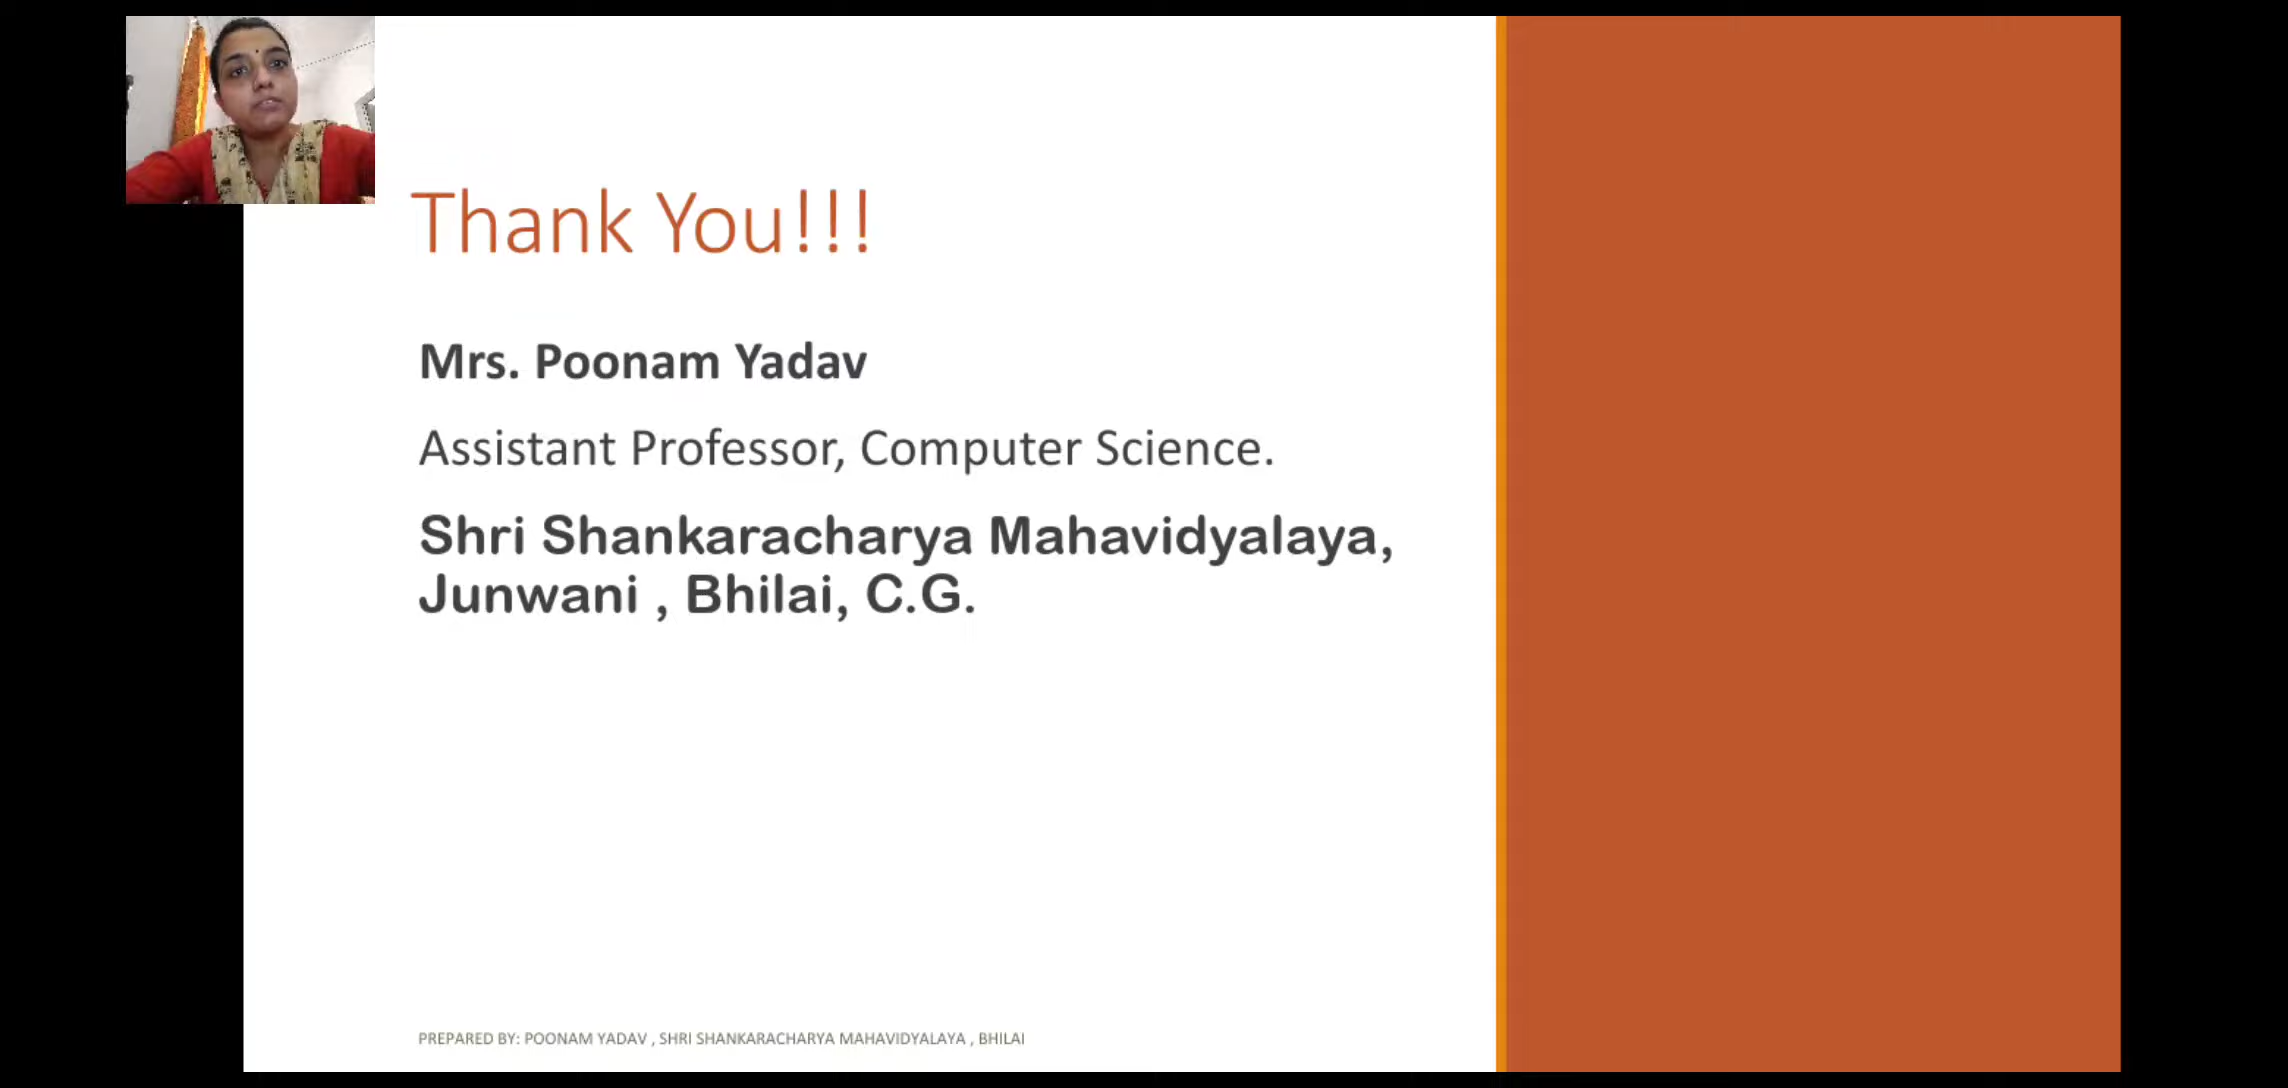 Thank You!!!
Mrs. Poonam Yadav
Assistant Professor, Computer Science.
Shri Shankaracharya Mahavidyalaya,
Junwani , Bhilai, C.G.
PREPARED BY: POONAM YADAV , SHRI SHANKARACHARYA MAHAVIDYALAYA , BHILAI